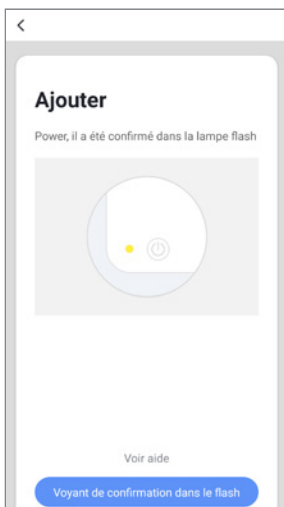 Ajouter
Power, il a été confirmé dans la lampe flash
Voir aide
Voyant de confirmation dans le flash